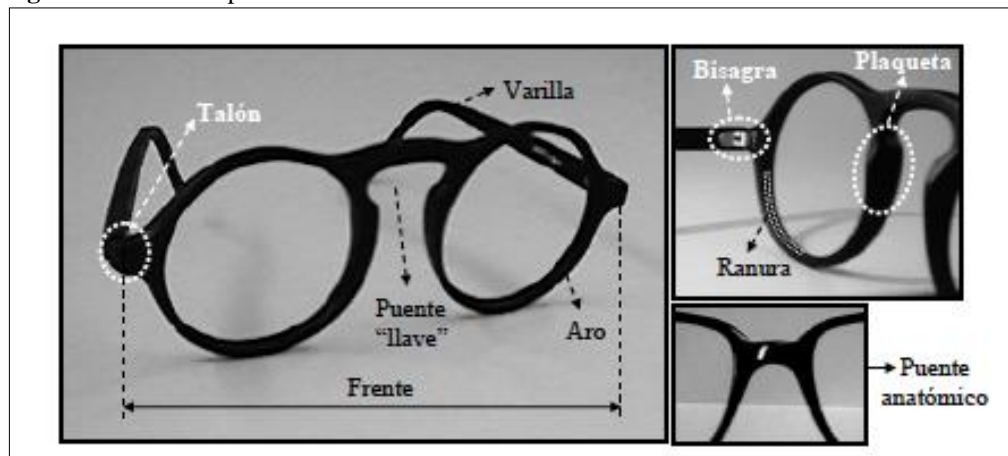 Talón
Varilla
Puente
“llave”
Aro
Frente
Bisagra
Plaqueta
Ranura
Puente
anatómico